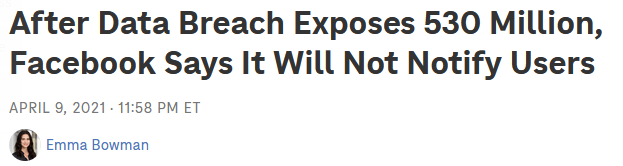 After Data Breach Exposes 530 Million,
Facebook Says It Will Not Notify Users
APRIL 9, 2021 · 11:58 PM ET
Emma Bowman